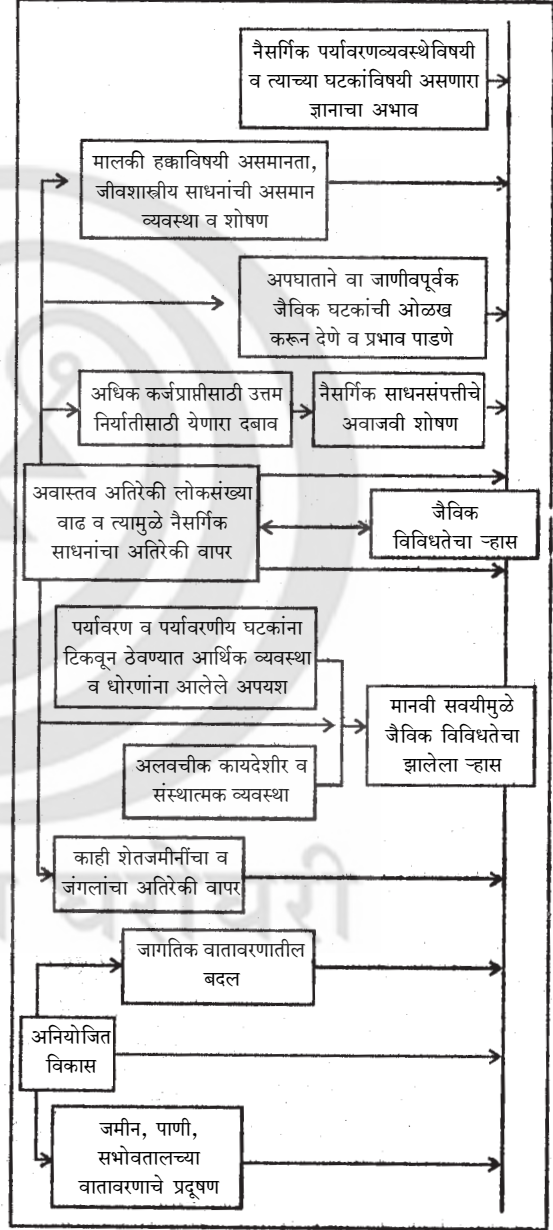 नैसर्गिक पर्यावरणव्यवस्थेविषयी
व त्याच्या घटकांविषयी असणारा
ज्ञानाचा अभाव
मालकी हक्काविषयी असमानता,
जीवशास्त्रीय साधनांची असमान
व्यवस्था व शोषण
अपघाताने वा जाणीवपूर्वक
जैविक घटकांची ओळख
करून देणे व प्रभाव पाडणे
अधिक कर्जप्राप्तीसाठी उत्तम
निर्यातीसाठी येणारा दबाव
नैसर्गिक साधनसंपत्तीचे
अवाजवी शोषण
अवास्तव अतिरेकी लोकसंख्या
वाढ व त्यामुळे नैसर्गिक
साधनांचा अतिरेकी वापर
जैविक
विविधतेचा ऱ्हास
पर्यावरण व पर्यावरणीय घटकांना
टिकवून ठेवण्यात आर्थिक व्यवस्था
व धोरणांना आलेले अपयश
मानवी सवयीमुळे
जैविक विविधतेचा
झालेला ऱ्हास
अलवचीक कायदेशीर व
संस्थात्मक व्यवस्था
काही शेतजमीनींचा व
जंगलांचा अतिरेकी वापर
जागतिक वातावरणातील
बदल
अनियोजित
विकास
जमीन, पाणी,
सभोवतालच्या
वातावरणाचे प्रदूषण